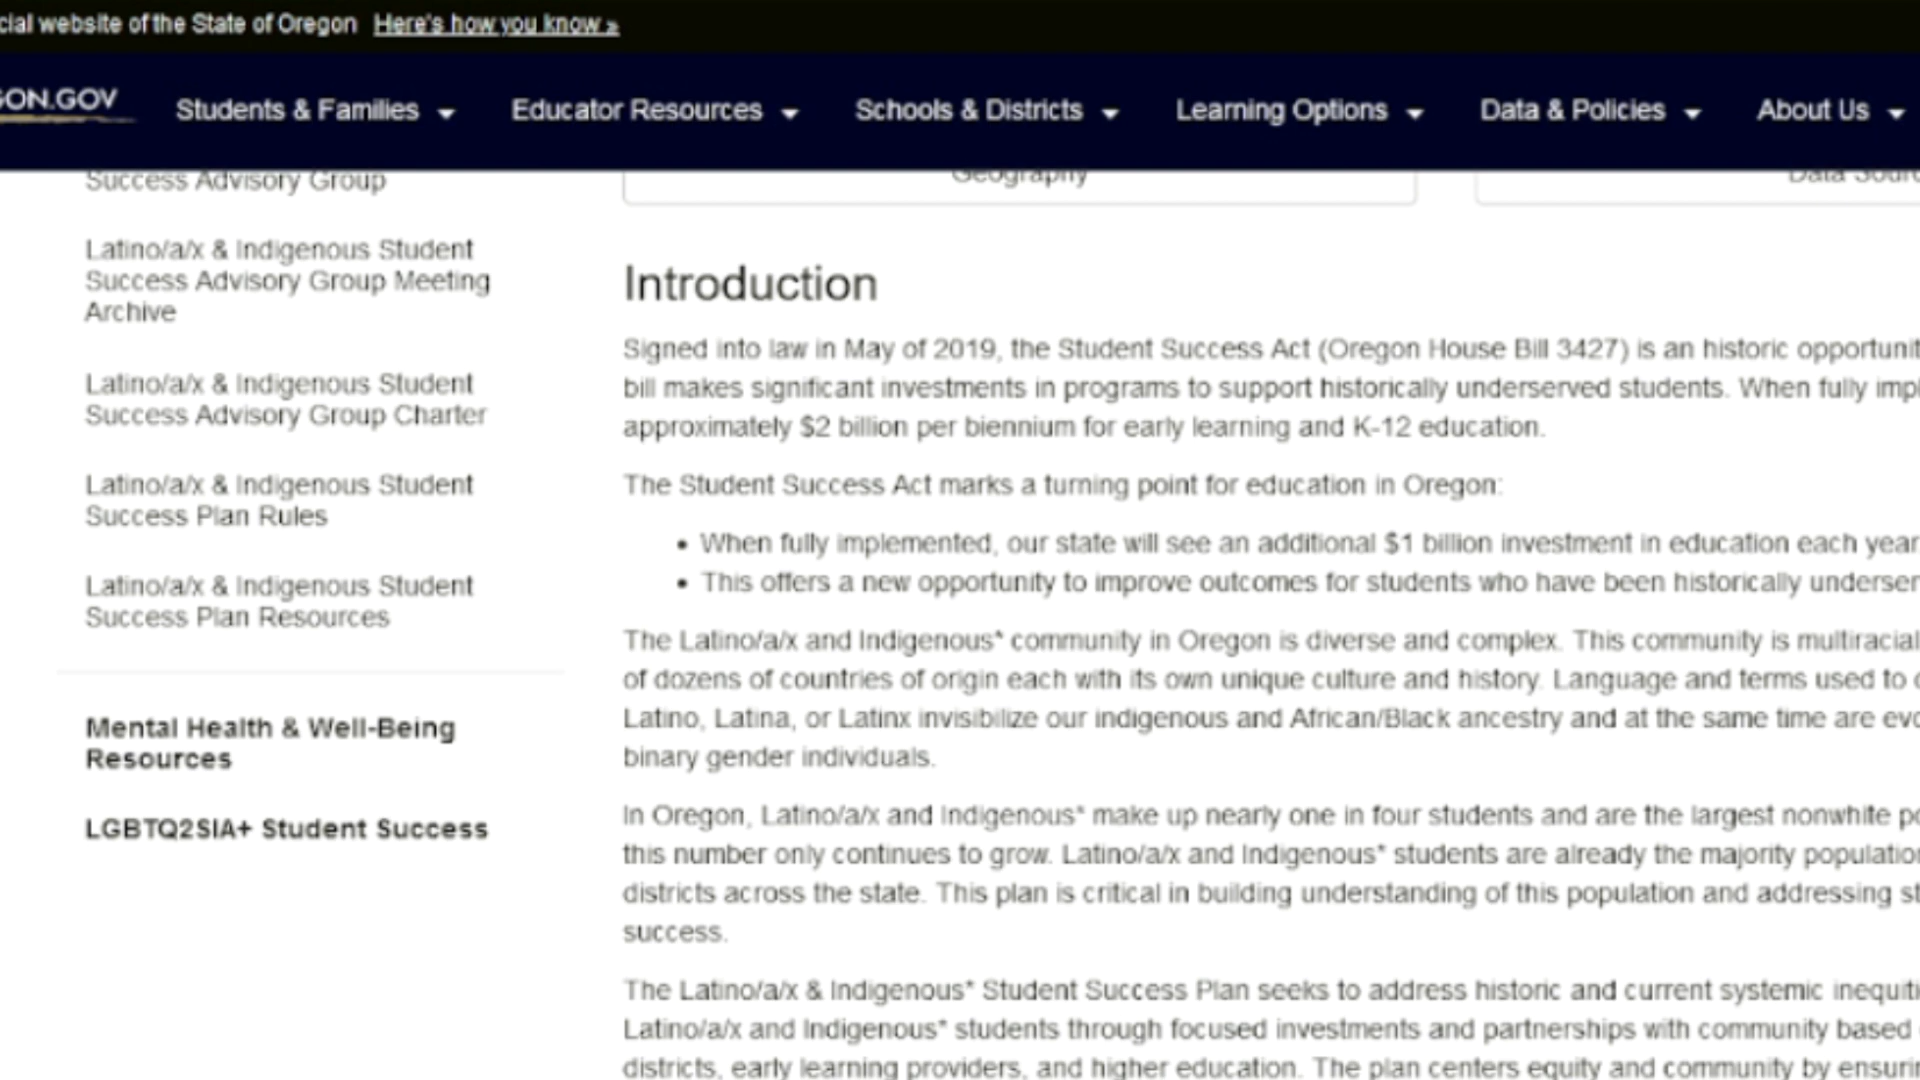 cial website of the State of Oregon Here's how you know »
GON.GOV Students & Families Educator Resources Schools & Districts Learning Options Data & Policies About Us
Success Advisory Group
Latino/a/x & Indigenous Student
Success Advisory Group Meeting
Archive
Latino/a/x & Indigenous Student
Success Advisory Group Charter
Latino/a/x & Indigenous Student
Success Plan Rules
Latino/a/x & Indigenous Student
Success Plan Resources
Mental Health & Well-Being
Resources
LGBTQ2SIA+ Student Success
Geography
Data Sour
Introduction
Signed into law in May of 2019, the Student Success Act (Oregon House Bill 3427) is an historic opportunit
bill makes significant investments in programs to support historically underserved students. When fully impl
approximately $2 billion per biennium for early learning and K-12 education.
The Student Success Act marks a turning point for education in Oregon:
• When fully implemented, our state will see an additional $1 billion investment in education each year
• This offers a new opportunity to improve outcomes for students who have been historically underser
The Latino/a/x and Indigenous* community in Oregon is diverse and complex. This community is multiracial
of dozens of countries of origin each with its own unique culture and history. Language and terms used to
Latino, Latina, or Latinx invisibilize our indigenous and African/Black ancestry and at the same time are evo
binary gender individuals.
In Oregon, Latino/a/x and Indigenous* make up nearly one in four students and are the largest nonwhite po
this number only continues to grow. Latino/a/x and Indigenous* students are already the majority population
districts across the state. This plan is critical in building understanding of this population and addressing st
success.
The Latino/a/x & Indigenous* Student Success Plan seeks to address historic and current systemic inequiti
Latino/a/x and Indigenous* students through focused investments and partnerships with community based
districts, early learning providers, and higher education. The plan centers equity and community by ensurin